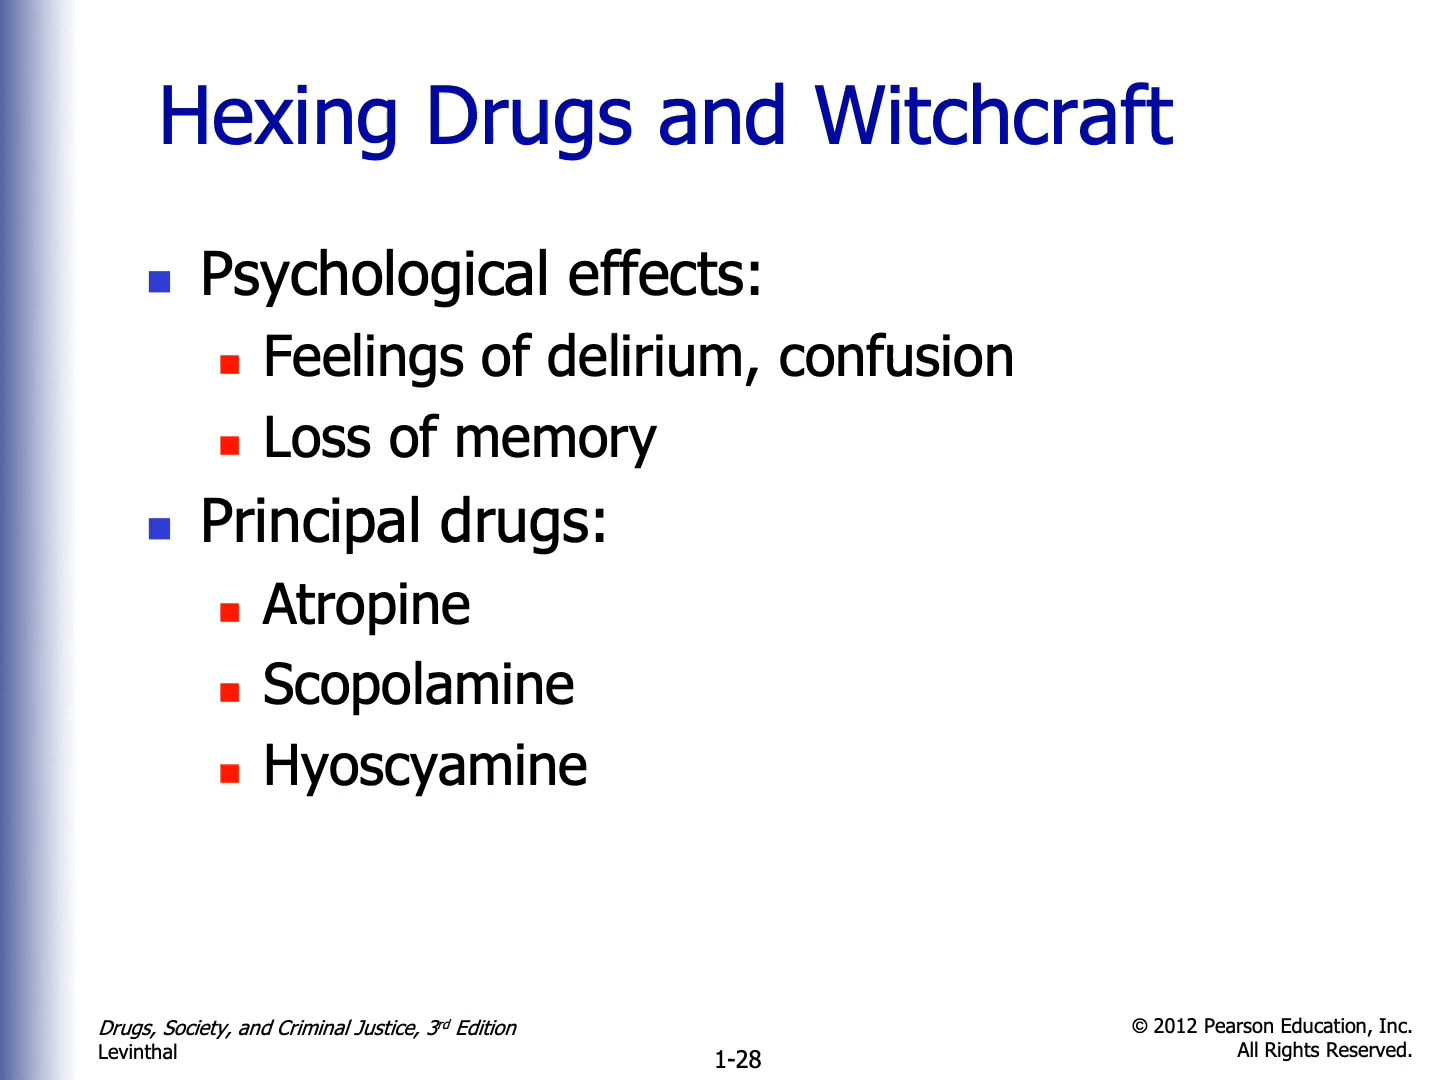 Hexing Drugs and Witchcraft
Psychological effects:
Feelings of delirium, confusion
Loss of memory
Principal drugs:
Atropine
Scopolamine
Hyoscyamine
Drugs, Society, and Criminal Justice, 3rd Edition
Levinthal
1-28
© 2012 Pearson Education, Inc.
All Rights Reserved.